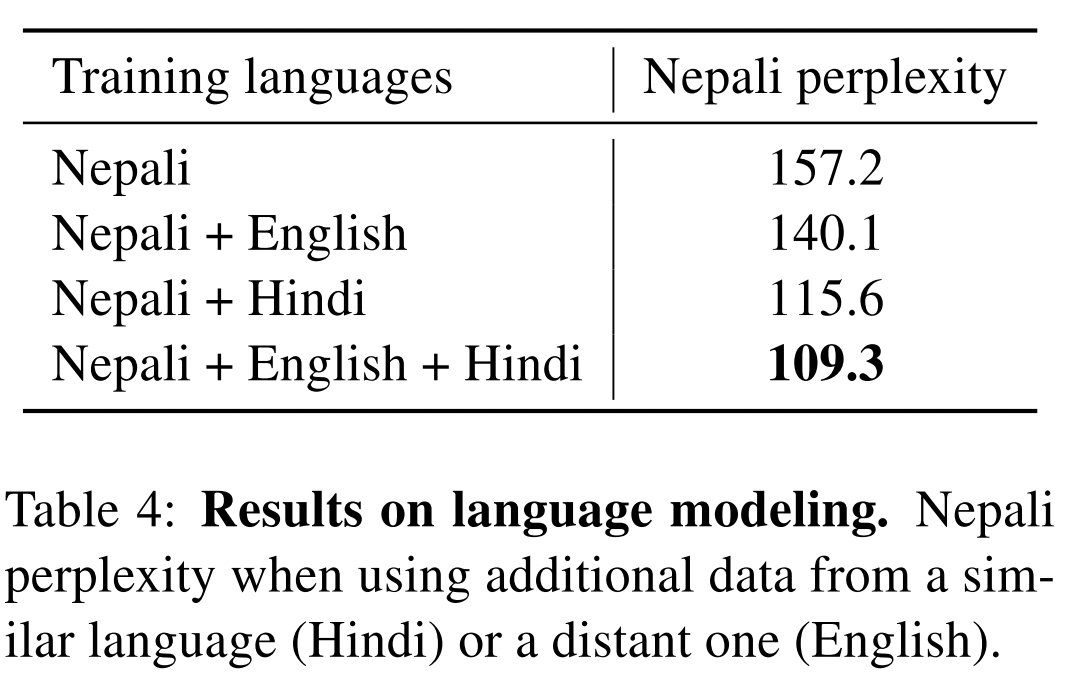 Training languages Nepali perplexity
Nepali 157.2
Nepali + English 140.1
Nepali + Hindi 115.6
Nepali + English + Hindi 109.3
Table 4: Results on language modeling. Nepali
perplexity when using additional data from a sim-
ilar language (Hindi) or a distant one (English).